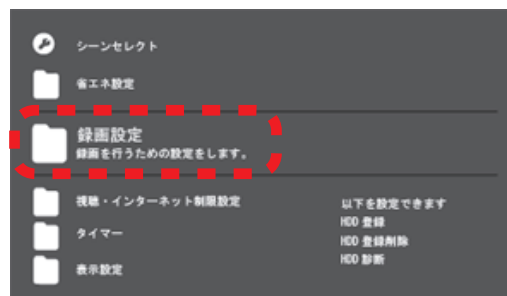 シーンセレクト
省エネ設定
録画設定
録画を行うための設定をします。
視聴・インターネット制限設定
タイマー
表示設定
以下を設定できます
HDD 登録
HDD 登録削除
HDD 診断